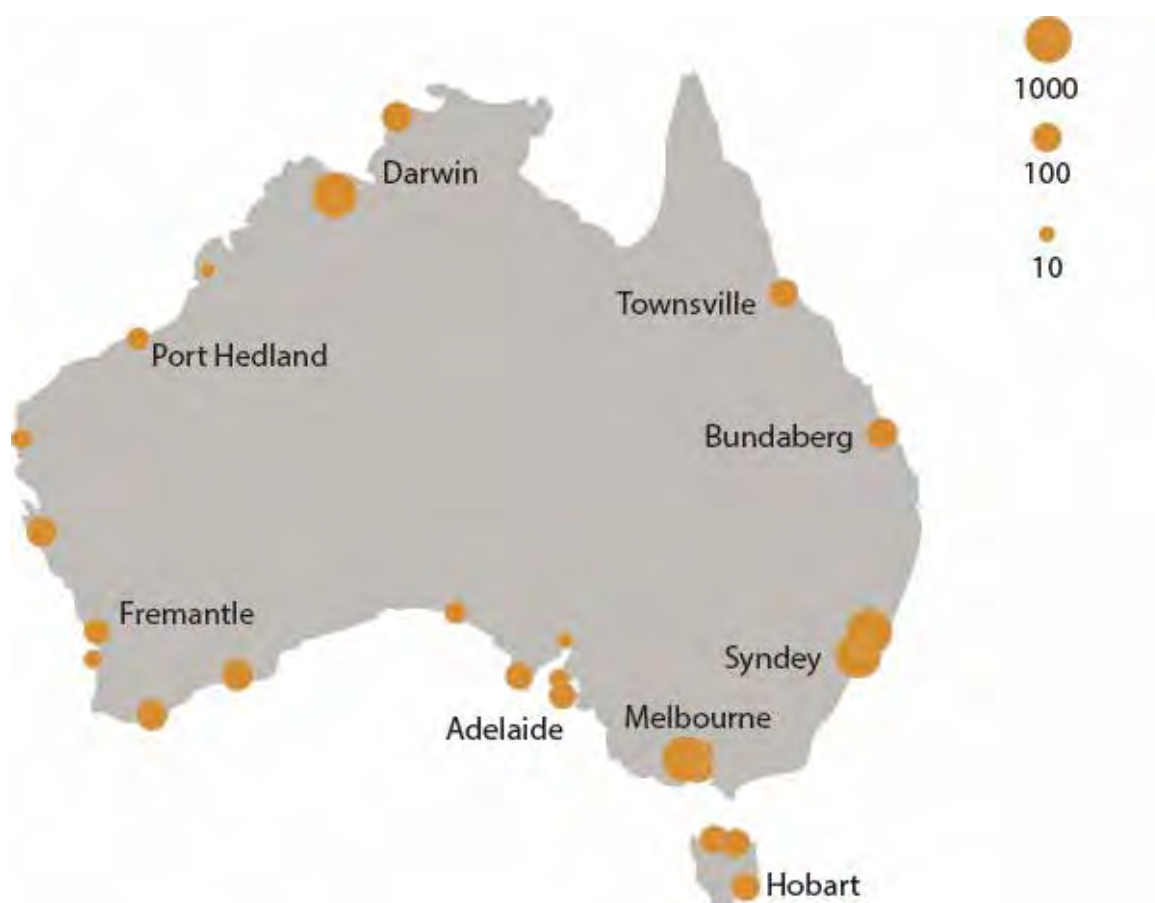 1000
100
10
Darwin
Townsville
Port Hedland
Bundaberg
Fremantle
Syndey
Melbourne
Adelaide
Hobart